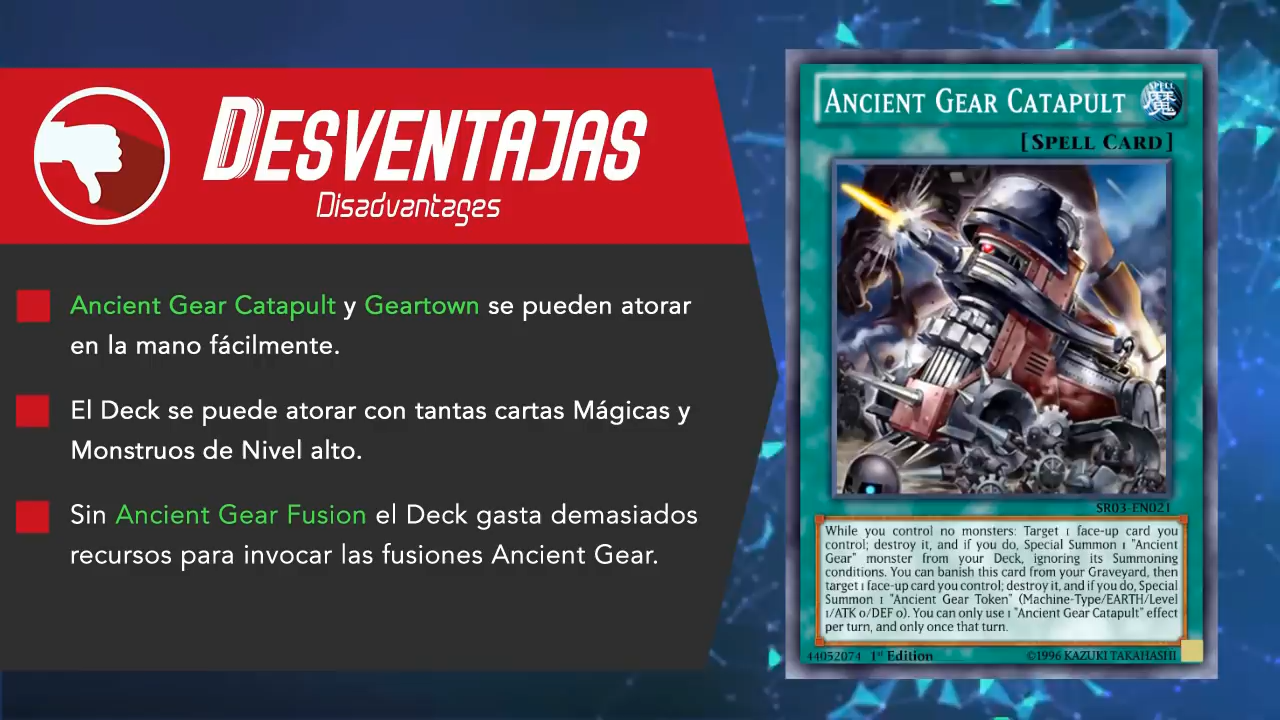 DESVENTAJAS
Disadvantages
Ancient Gear Catapult y Geartown se pueden atorar
en la mano fácilmente.
El Deck se puede atorar con tantas cartas Mágicas y
Monstruos de Nivel alto.
Sin Ancient Gear Fusion el Deck gasta demasiados
recursos para invocar las fusiones Ancient Gear.
ANCIENT GEAR CATAPULT
SPELL
魔
[SPELL CARD]
SR03-EN021
While you control no monsters: Target 1 face-up card you
control; destroy it, and if you do, Special Summon 1 "Ancient
Gear" monster from your Deck, ignoring its Summoning
conditions. You can banish this card from your Graveyard, then
target 1 face-up card you control; destroy it, and if you do, Special
Summon 1 "Ancient Gear Token" (Machine-Type/EARTH/Level
1/ATK 0/DEF 0). You can only use 1 "Ancient Gear Catapult" effect
per turn, and only once that turn.
44052074 1st Edition ©1996 KAZUKI TAKAHASHI